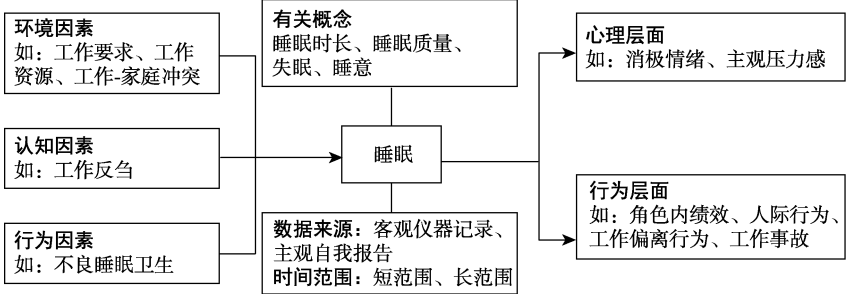 环境因素
如：工作要求、工作
资源、工作-家庭冲突
认知因素
如：工作反刍
行为因素
如：不良睡眠卫生
有关概念
睡眠时长、睡眠质量、
失眠、睡意
睡眠
数据来源：客观仪器记录、
主观自我报告
时间范围：短范围、长范围
心理层面
如：消极情绪、主观压力感
行为层面
如：角色内绩效、人际行为、
工作偏离行为、工作事故